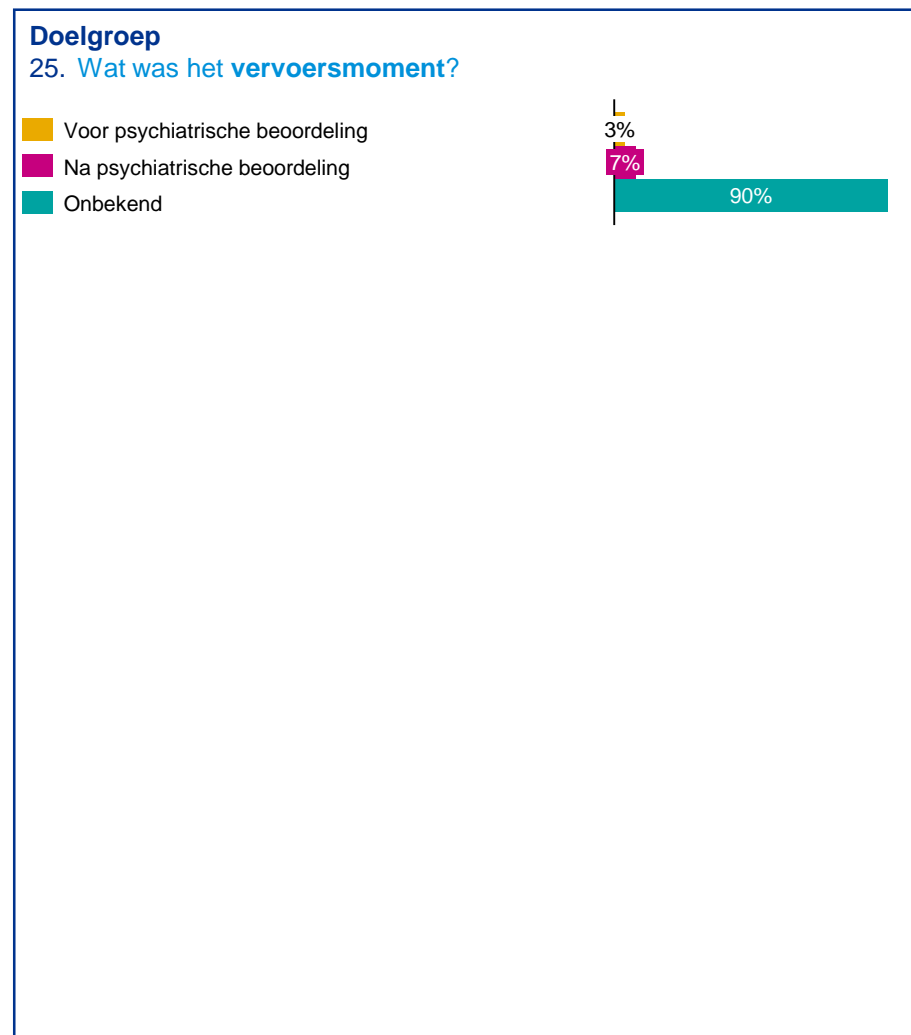 Doelgroep
25. Wat was het vervoersmoment?
Voor psychiatrische beoordeling 3%
Na psychiatrische beoordeling 7%
Onbekend 90%